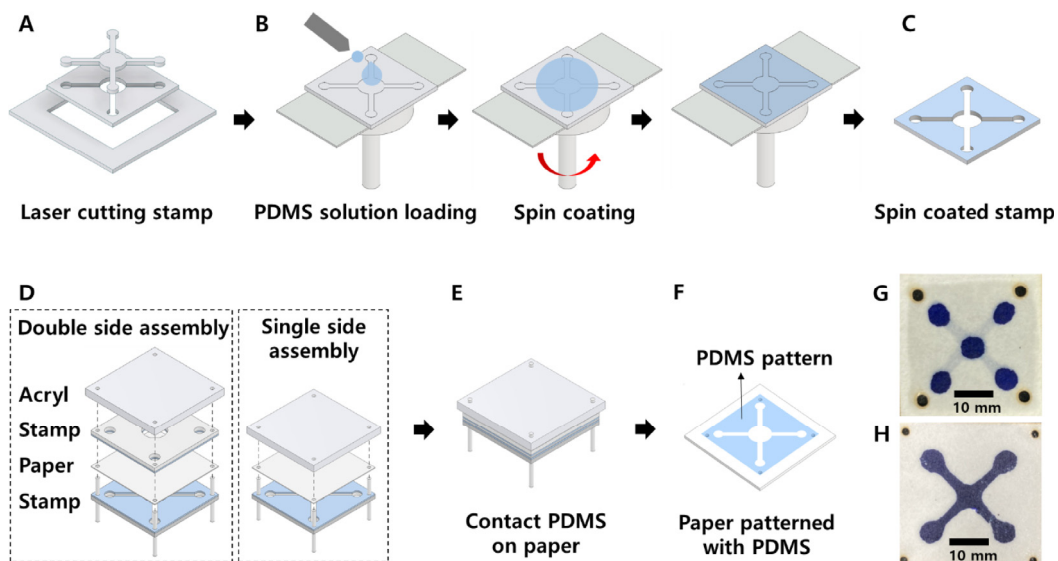 A
B
C
Laser cutting stamp
PDMS solution loading
Spin coating
Spin coated stamp
D
Double side assembly
Single side
assembly
Acryl
Stamp
Paper
Stamp
E
Contact PDMS
on paper
F
PDMS pattern
Paper patterned
with PDMS
G
10 mm
H
10 mm